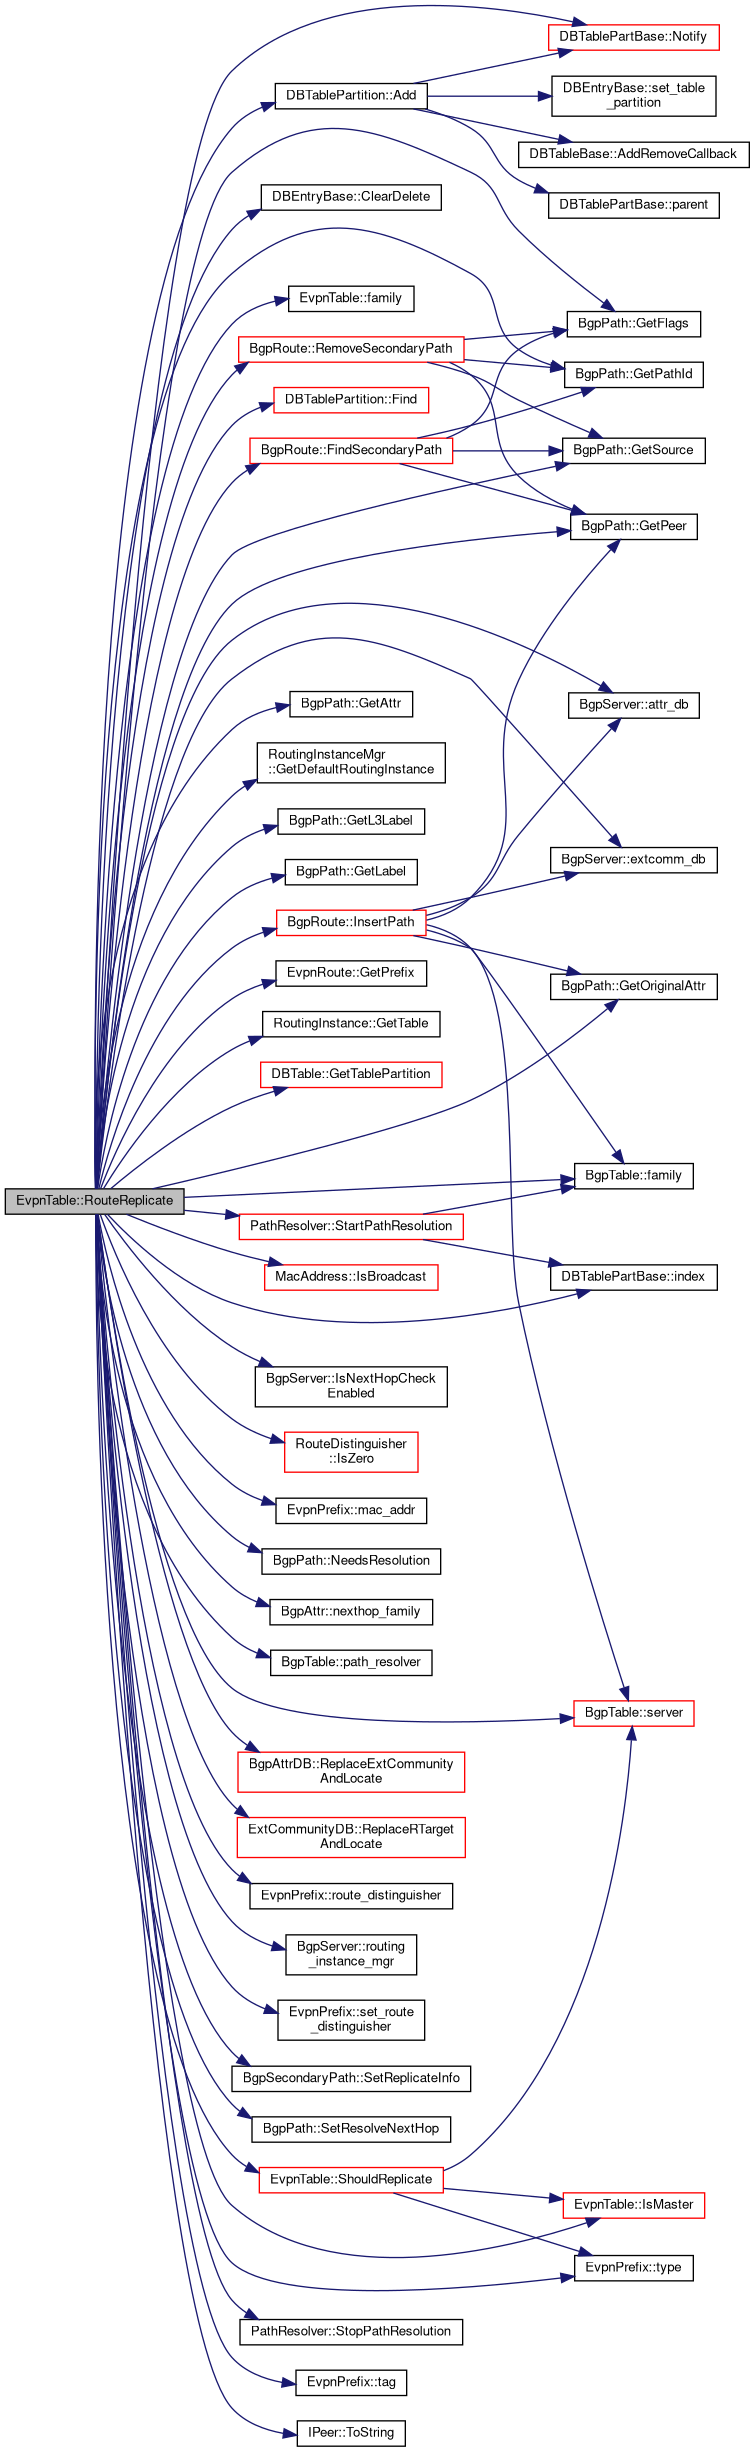 DBTablePartBase::Notify
DBTablePartition::Add
DBEntryBase::set_table
_partition
DBTableBase::AddRemoveCallback
DBEntryBase::ClearDelete
DBTablePartBase::parent
EvpnTable::family
BgpPath::GetFlags
BgpRoute::RemoveSecondaryPath
BgpPath::GetPathId
DBTablePartition::Find
BgpRoute::FindSecondaryPath
BgpPath::GetSource
BgpPath::GetPeer
BgpPath::GetAttr
BgpServer::attr_db
RoutingInstanceMgr
::GetDefaultRoutingInstance
BgpPath::GetL3Label
BgpServer::extcomm_db
BgpPath::GetLabel
BgpRoute::InsertPath
EvpnRoute::GetPrefix
BgpPath::GetOriginalAttr
RoutingInstance::GetTable
DBTable::GetTablePartition
BgpTable::family
EvpnTable::RouteReplicate
PathResolver::StartPathResolution
MacAddress::IsBroadcast
DBTablePartBase::index
BgpServer::IsNextHopCheck
Enabled
RouteDistinguisher
::IsZero
EvpnPrefix::mac_addr
BgpPath::NeedsResolution
BgpAttr::nexthop_family
BgpTable::path_resolver
BgpTable::server
BgpAttrDB::ReplaceExtCommunity
AndLocate
ExtCommunityDB::ReplaceRTarget
AndLocate
EvpnPrefix::route_distinguisher
BgpServer::routing
_instance_mgr
EvpnPrefix::set_route
_distinguisher
BgpSecondaryPath::SetReplicateInfo
BgpPath::SetResolveNextHop
EvpnTable::ShouldReplicate
EvpnTable::IsMaster
EvpnPrefix::type
PathResolver::StopPathResolution
EvpnPrefix::tag
IPeer::ToString